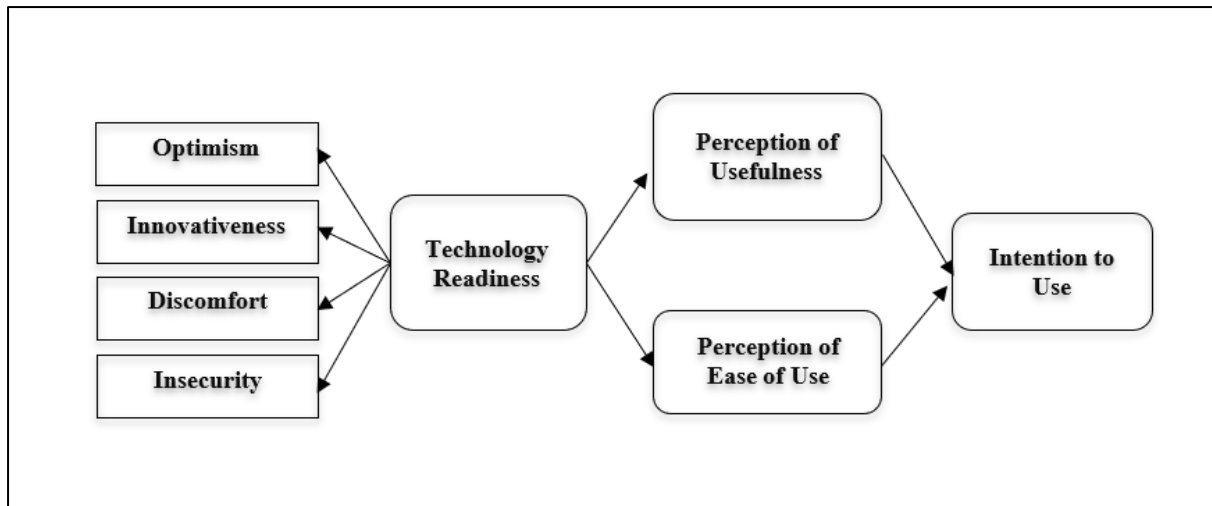 Optimism
Innovativeness
Discomfort
Insecurity
Technology
Readiness
Perception of
Usefulness
Perception of
Ease of Use
Intention to
Use